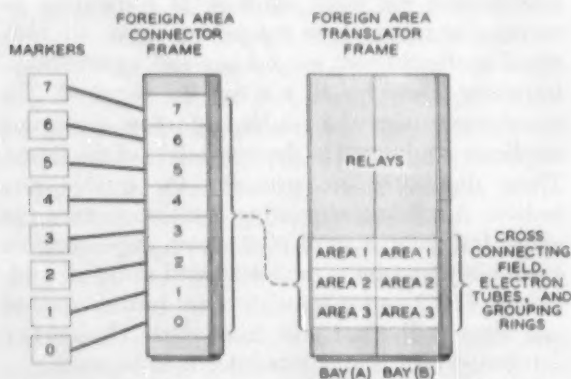 MARKERS
7
6
5
4
3
2
1
0
FOREIGN AREA
CONNECTOR
FRAME
7
6
5
4
3
2
1
0
FOREIGN AREA
TRANSLATOR
FRAME
RELAYS
AREA 1 AREA 1
AREA 2 AREA 2
AREA 3 AREA 3
BAY (A) BAY (B)
CROSS
CONNECTING
FIELD,
ELECTRON
TUBES, AND
GROUPING
RINGS